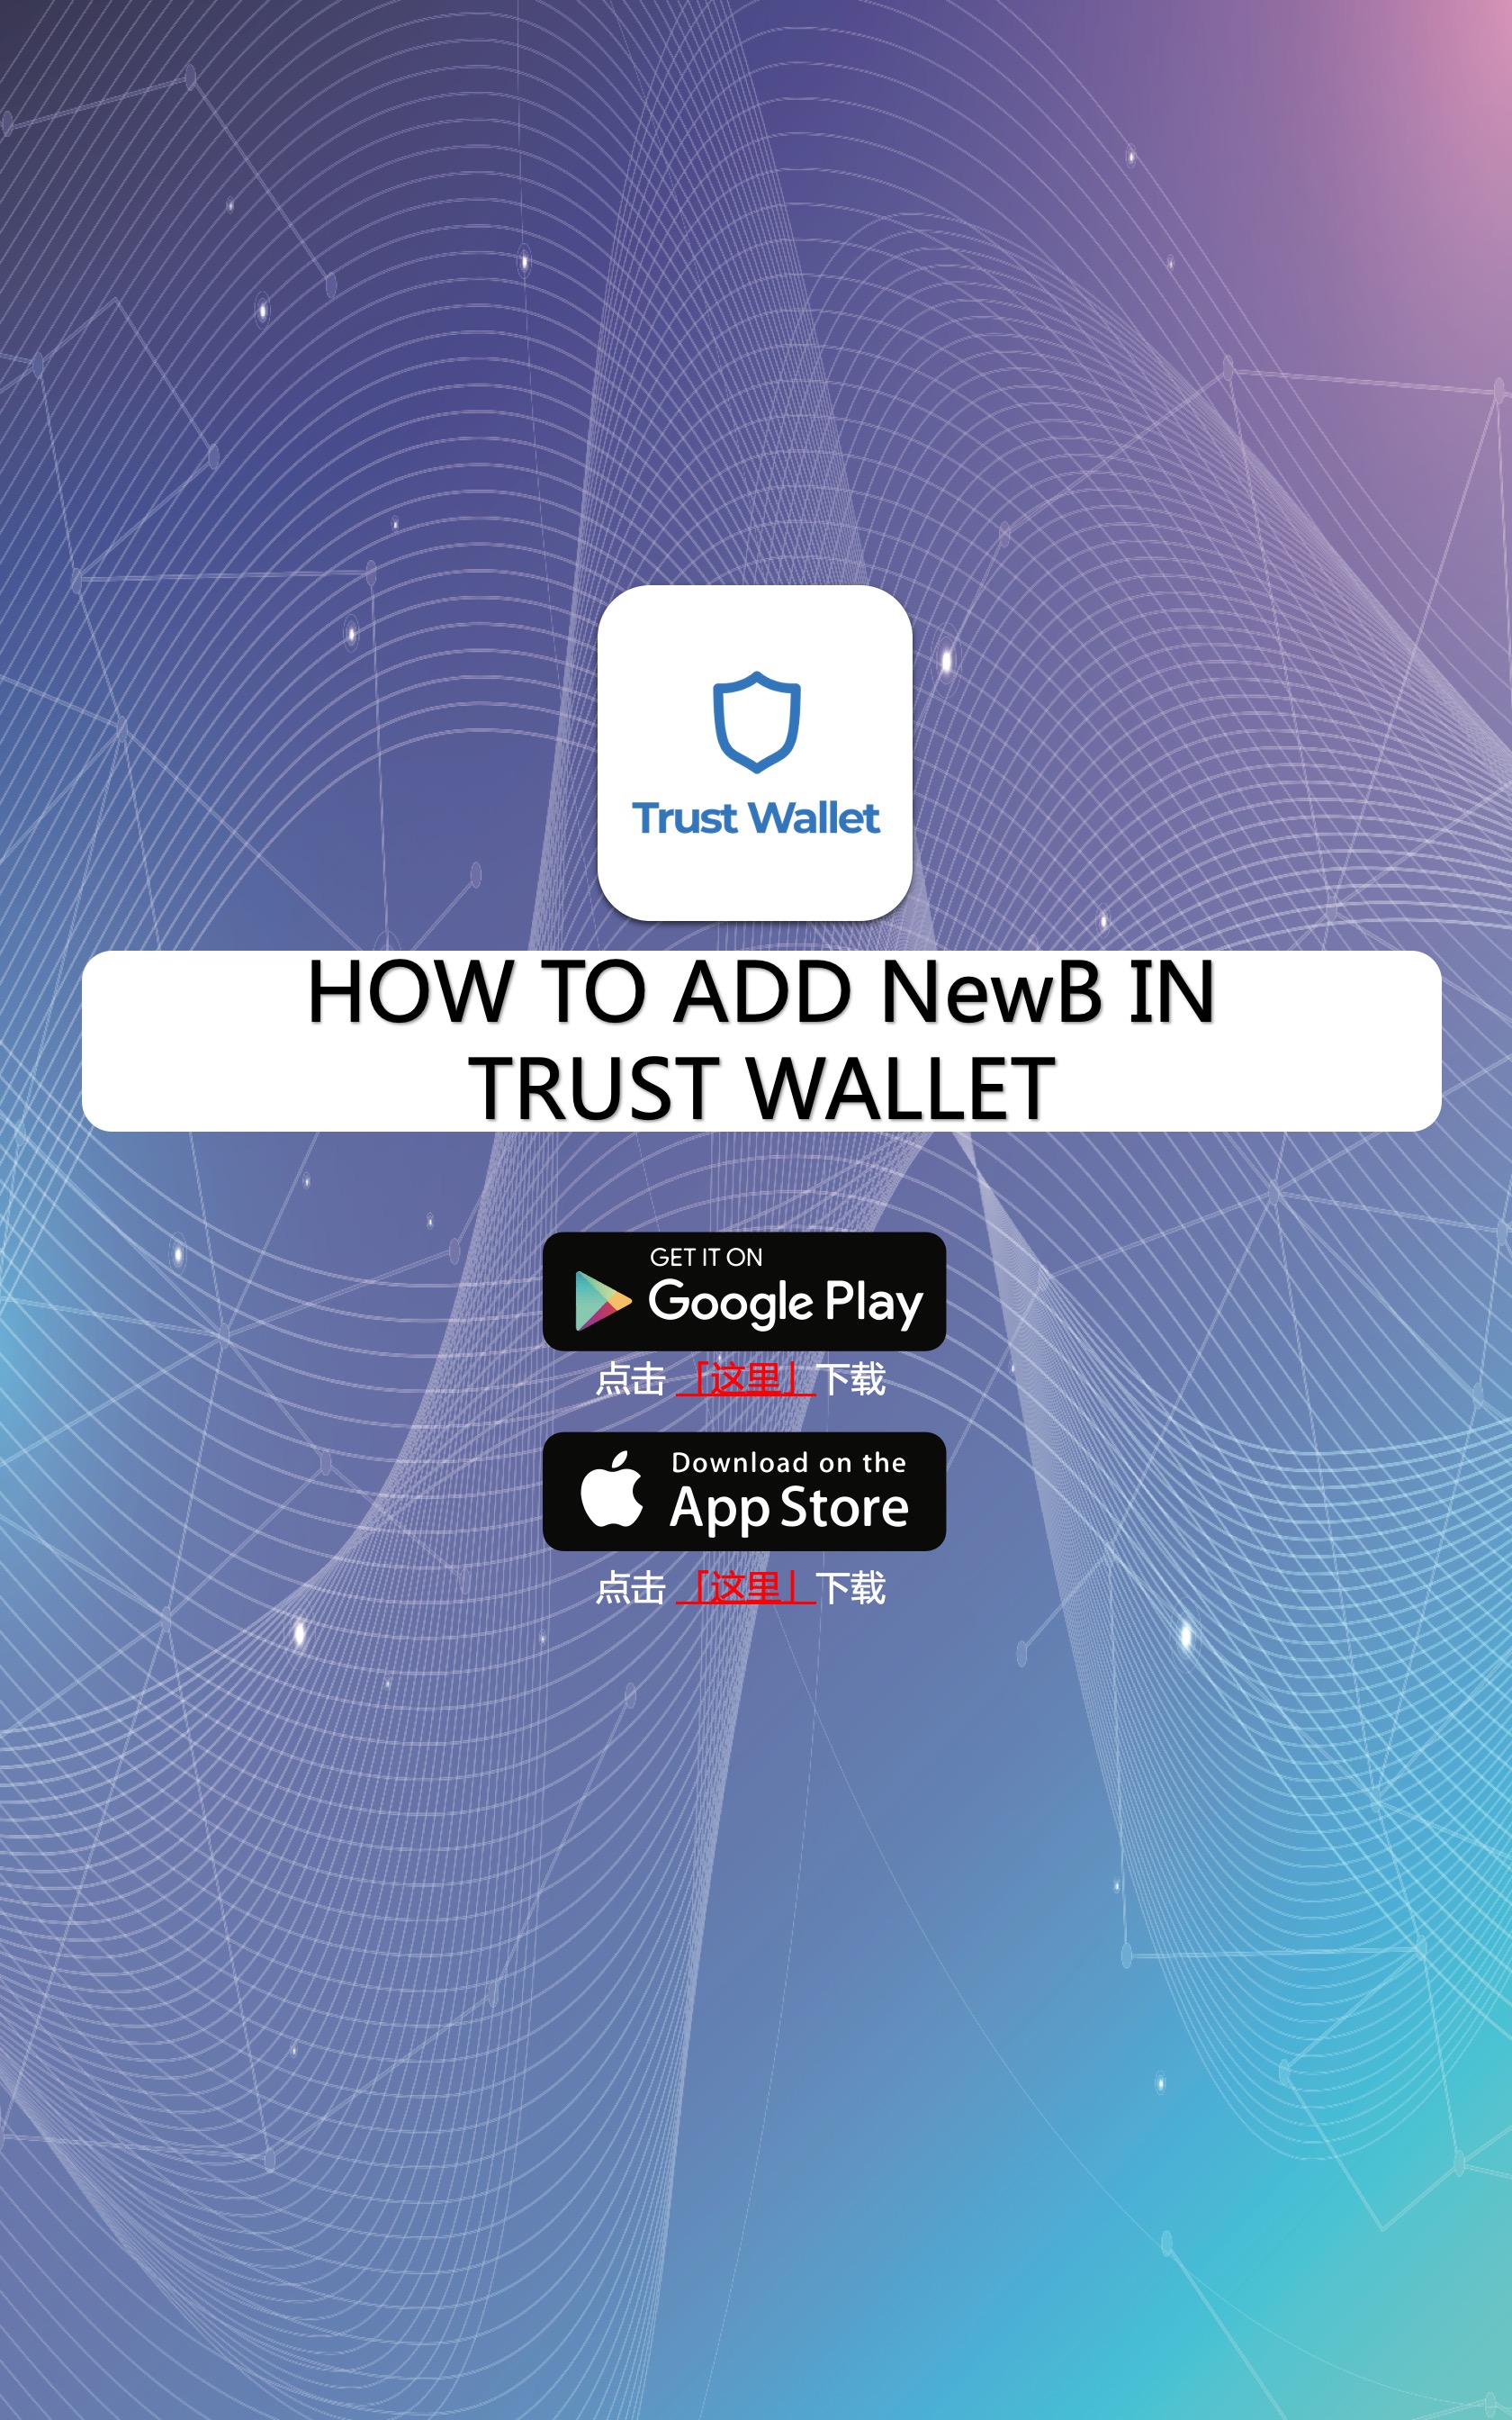 Trust Wallet
HOW TO ADD NewB IN
TRUST WALLET
GET IT ON
Google Play
点击 「这里」下载
Download on the
App Store
点击 「这里」下载